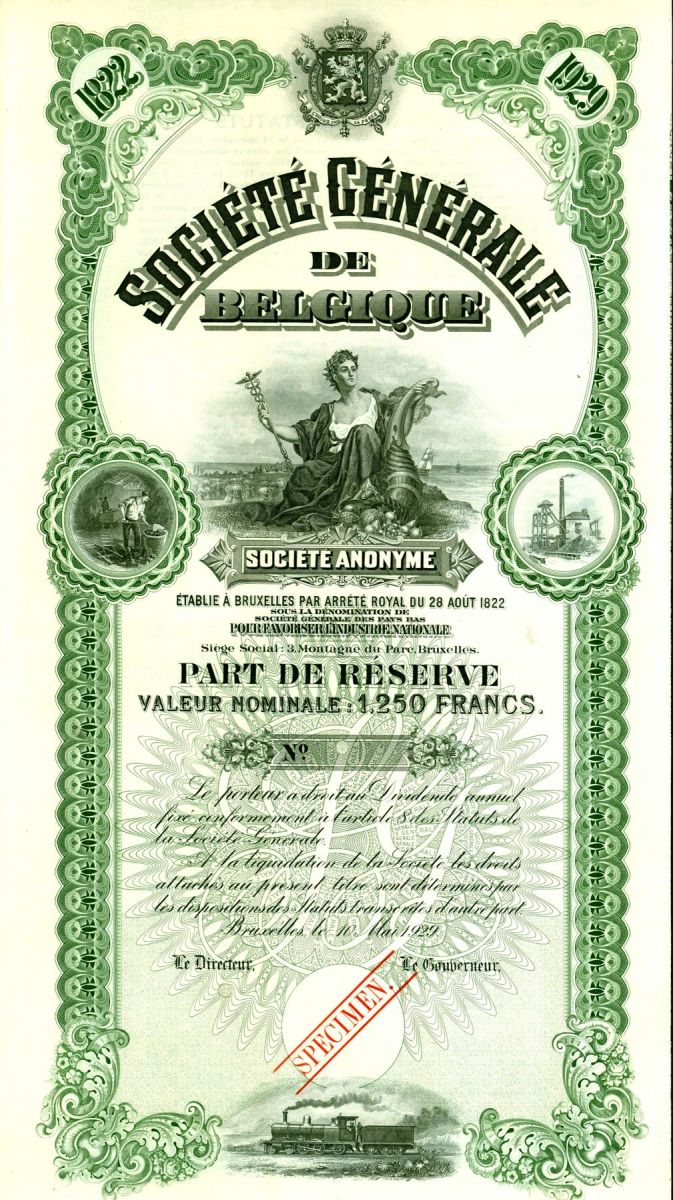 1822
1929
SOCIÉTÉ GÉNÉRALE
DE
BELGIQUE
SOCIÉTÉ ANONYME
ÉTABLIE À BRUXELLES PAR ARRÊTÉ ROYAL DU 28 AOÛT 1822
SOUS LA DÉNOMINATION DE
SOCIÉTÉ GÉNÉRALE DES PAYS BAS
POUR FAVORISER L'INDUSTRIE NATIONALE
Siège Social: 3, Montagne du Parc, Bruxelles.
PART DE RÉSERVE
VALEUR NOMINALE: 1,250 FRANCS.
No
Le porteur a droit au Dividende annuel
fixé conformément à l'article 8 des Statuts de
la Société Générale.
A la liquidation de la Société les droits
attachés au présent titre sont déterminés par
les dispositions des Statuts transcrites d'autre part.
Bruxelles, le 10 Mai 1929.
Le Directeur,
Le Gouverneur,
SPECIMEN.